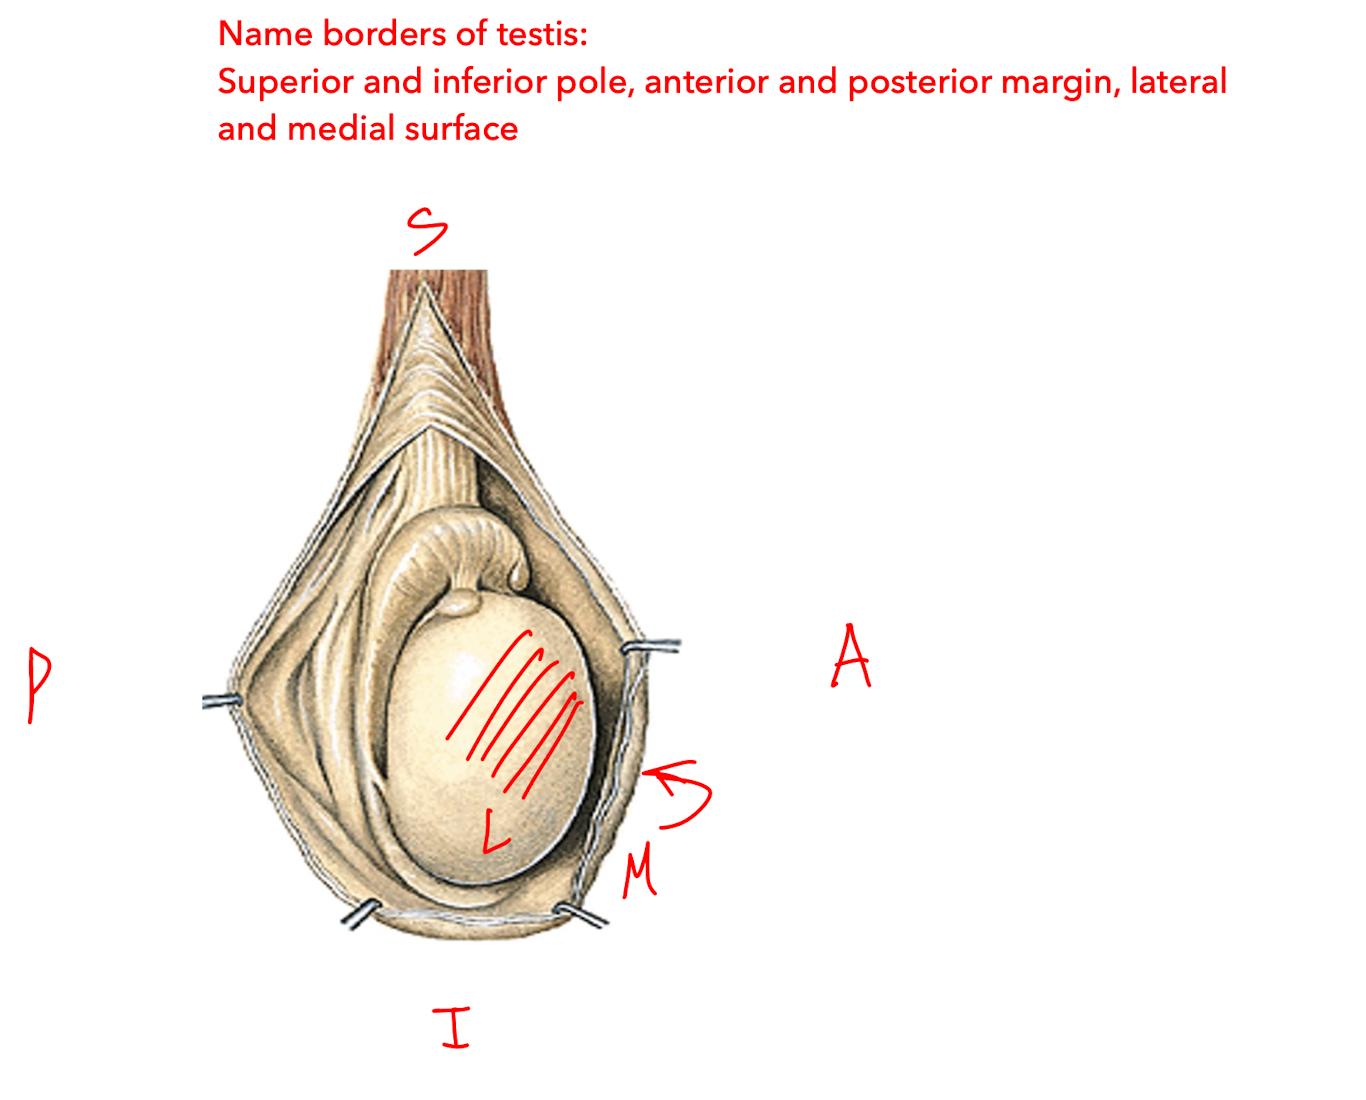 Name borders of testis:
Superior and inferior pole, anterior and posterior margin, lateral
and medial surface
S
P
A
L
M
I